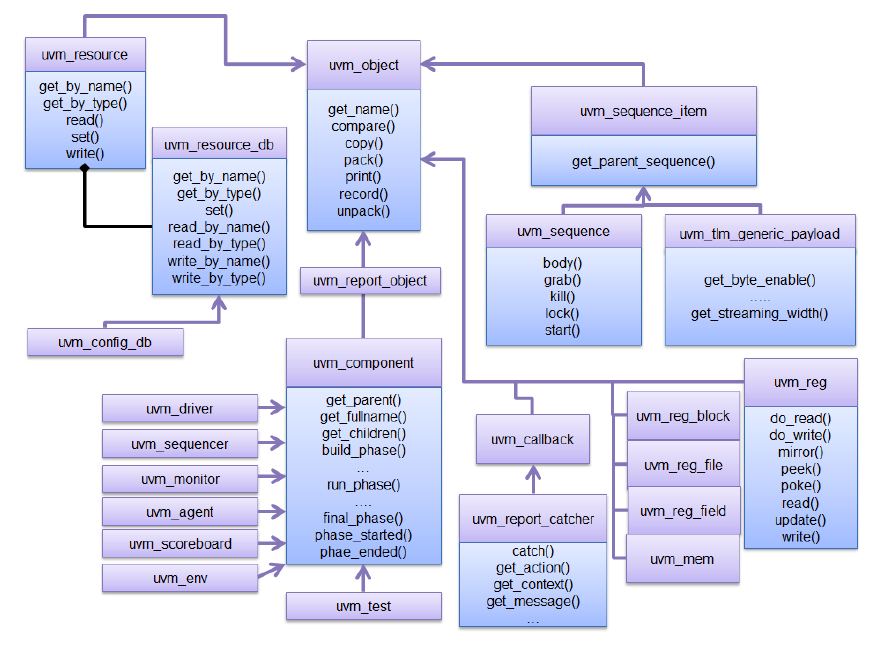 uvm_resource
get_by_name()
get_by_type()
read()
set()
write()
uvm_resource_db
get_by_name()
get_by_type()
set()
read_by_name()
read_by_type()
write_by_name()
write_by_type()
uvm_config_db
uvm_object
get_name()
compare()
copy()
pack()
print()
record()
unpack()
uvm_report_object
uvm_sequence_item
get_parent_sequence()
uvm_sequence
body()
grab()
kill()
lock()
start()
uvm_tlm_generic_payload
get_byte_enable()
.....
get_streaming_width()
uvm_component
get_parent()
get_fullname()
get_children()
build_phase()
...
run_phase()
....
final_phase()
phase_started()
phae_ended()
uvm_driver
uvm_sequencer
uvm_monitor
uvm_agent
uvm_scoreboard
uvm_env
uvm_test
uvm_callback
uvm_report_catcher
catch()
get_action()
get_context()
get_message()
...
uvm_reg_block
uvm_reg_file
uvm_reg_field
uvm_mem
uvm_reg
do_read()
do_write()
mirror()
peek()
poke()
read()
update()
write()